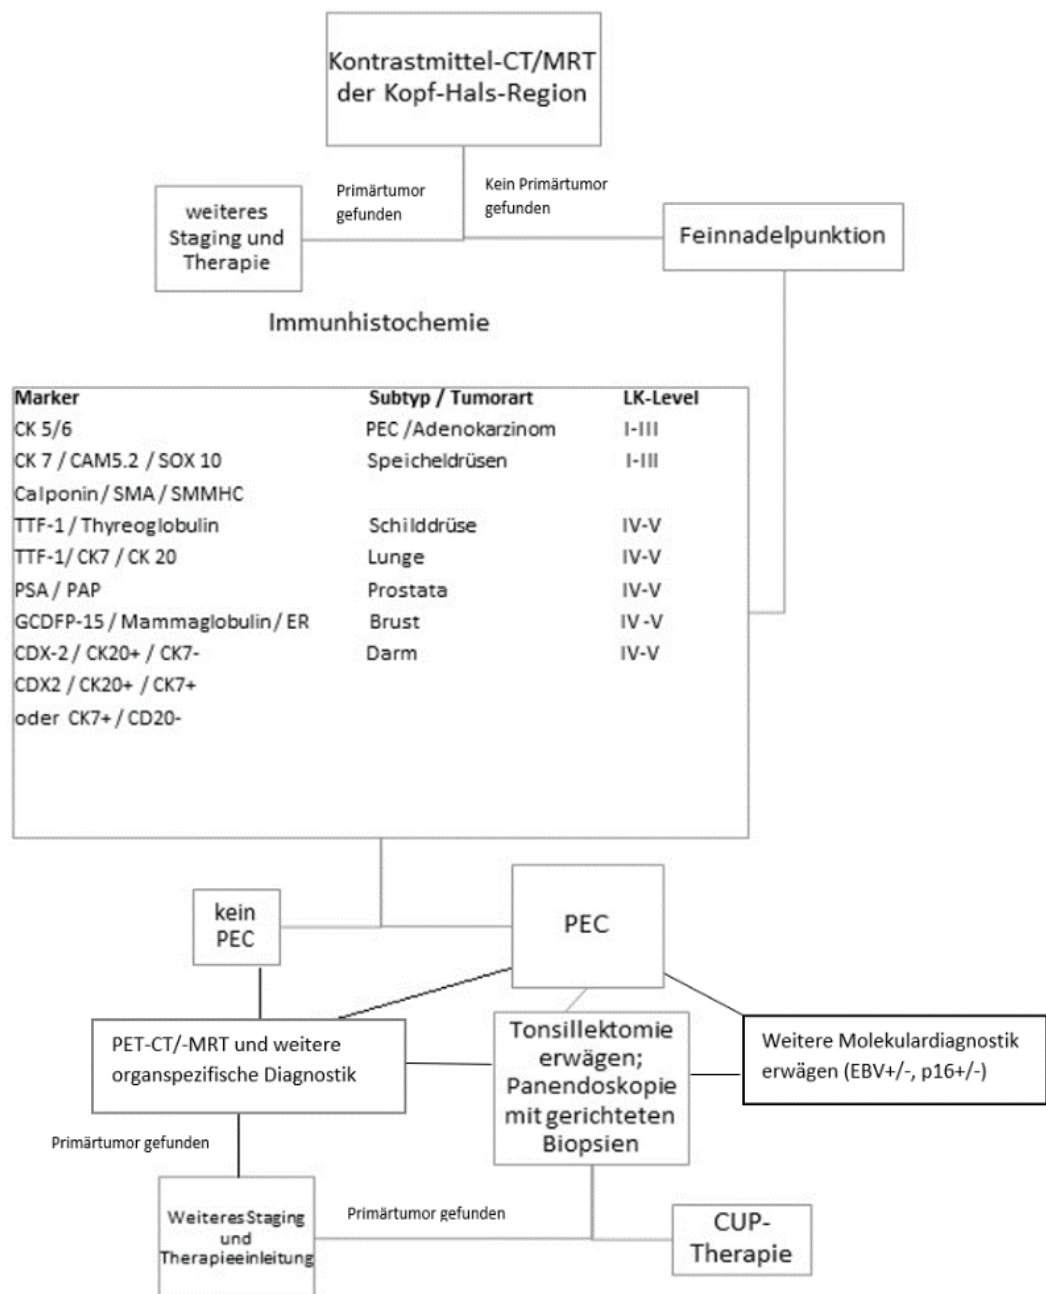 Kontrastmittel-CT/MRT
der Kopf-Hals-Region
Primärtumor
gefunden
Kein Primärtumor
gefunden
weiteres
Staging und
Therapie
Feinnadelpunktion
Immunhistochemie
Marker Subtyp / Tumorart LK-Level
CK 5/6 PEC /Adenokarzinom I-III
CK 7 / CAM5.2 / SOX 10 Speicheldrüsen I-III
Calponin / SMA / SMMHC
TTF-1 / Thyreoglobulin Schilddrüse IV-V
TTF-1/ CK7 / CK 20 Lunge IV-V
PSA / PAP Prostata IV-V
GCDFP-15 / Mammaglobulin / ER Brust IV-V
CDX-2 / CK20+ / CK7- Darm IV-V
CDX2 / CK20+ / CK7+
oder CK7+ / CD20-
kein
PEC
PEC
PET-CT/-MRT und weitere
organspezifische Diagnostik
Tonsillektomie
erwägen;
Panendoskopie
mit gerichteten
Biopsien
Weitere Molekulardiagnostik
erwägen (EBV+/-, p16+/-)
Primärtumor gefunden
Weiteres Staging
und
Therapieeinleitung
Primärtumor gefunden
CUP-
Therapie